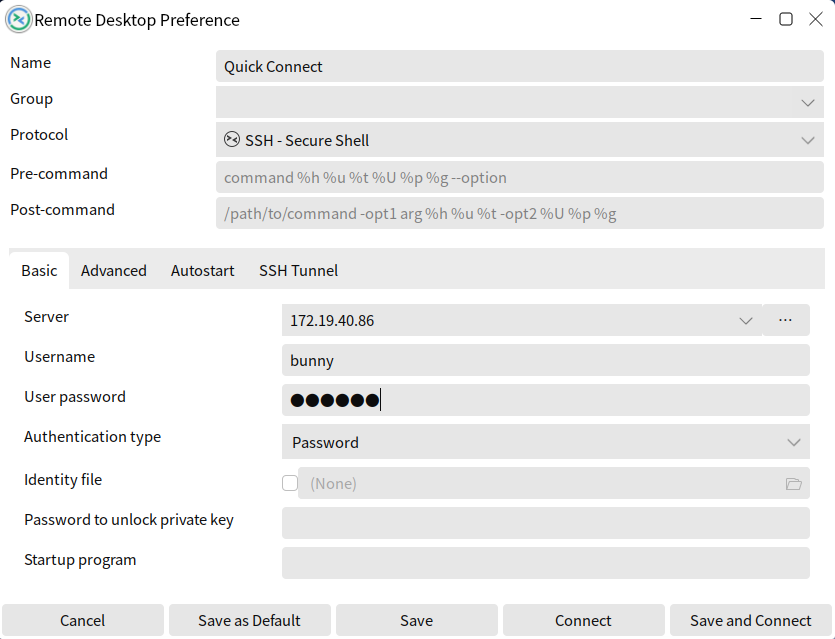 Remote Desktop Preference
Name
Quick Connect
Group
Protocol
SSH - Secure Shell
Pre-command
command %h %u %t %U %p %g --option
Post-command
/path/to/command -opt1 arg %h %u %t -opt2 %U %p %g
Basic Advanced Autostart SSH Tunnel
Server
172.19.40.86
...
Username
bunny
User password
●●●●●●
Authentication type
Password
Identity file
(None)
Password to unlock private key
Startup program
Cancel Save as Default Save Connect Save and Connect